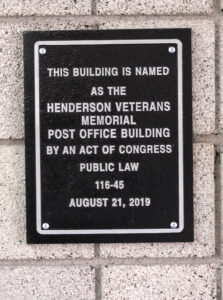 THIS BUILDING IS NAMED
AS THE
HENDERSON VETERANS
MEMORIAL
POST OFFICE BUILDING
BY AN ACT OF CONGRESS
PUBLIC LAW
116-45
AUGUST 21, 2019